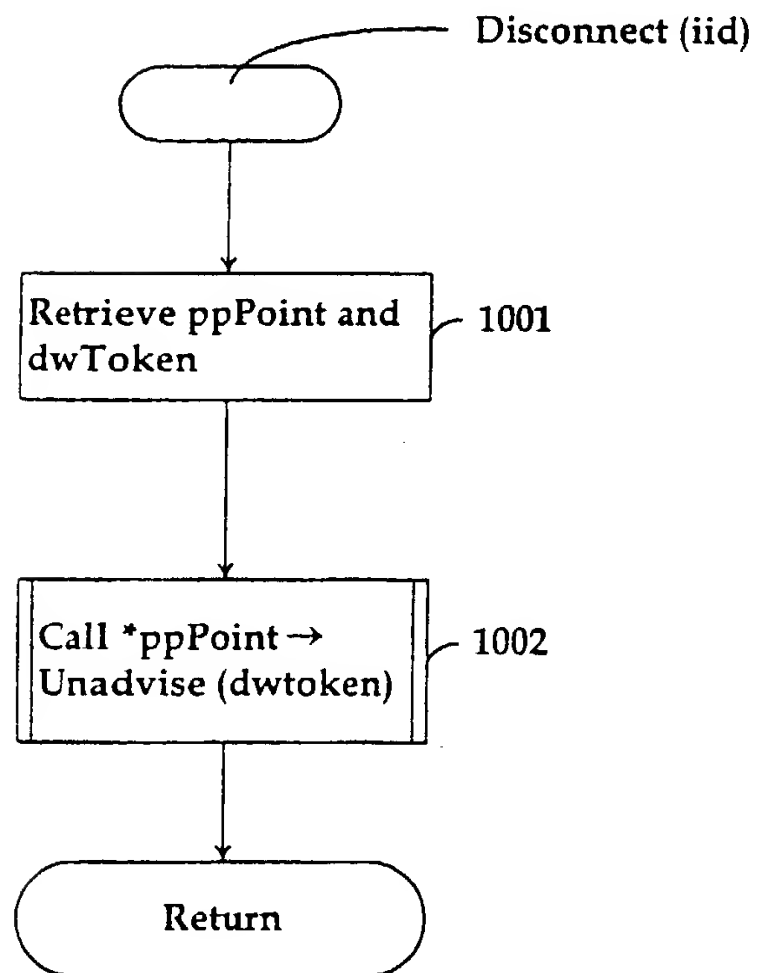 Disconnect (iid)
Retrieve ppPoint and
dwToken
1001
Call *ppPoint→
Unadvise (dwtoken)
1002
Return